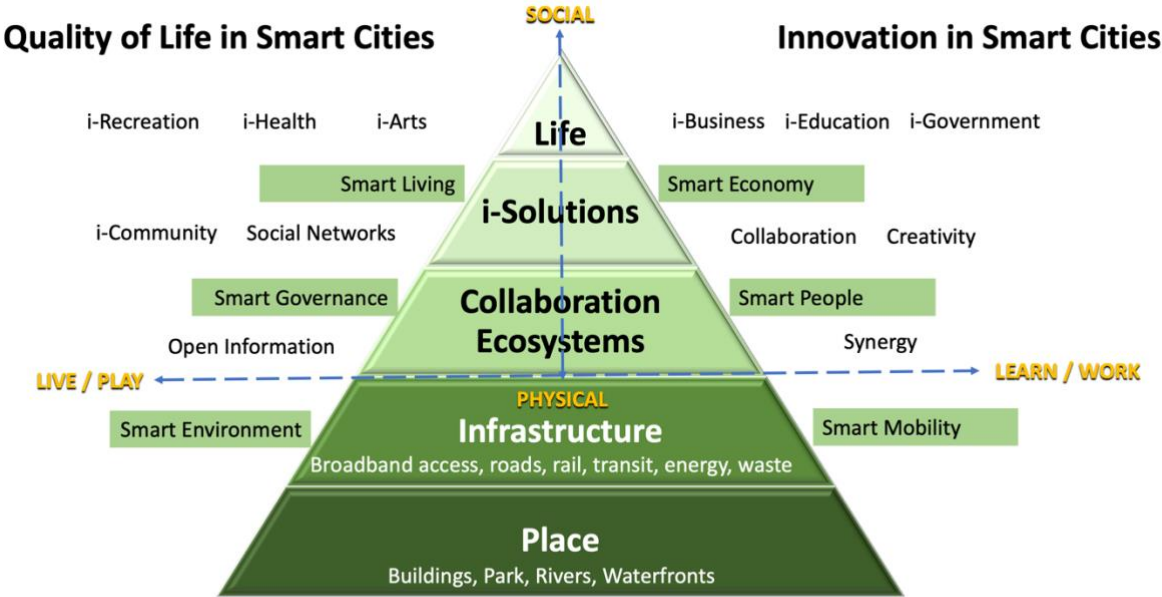 SOCIAL
Quality of Life in Smart Cities
Innovation in Smart Cities
i-Recreation i-Health i-Arts
Life
i-Business i-Education i-Government
Smart Living
Smart Economy
i-Solutions
i-Community Social Networks
Collaboration Creativity
Smart Governance
Collaboration
Ecosystems
Smart People
Open Information
Synergy
LIVE / PLAY
LEARN / WORK
PHYSICAL
Smart Environment
Infrastructure
Smart Mobility
Broadband access, roads, rail, transit, energy, waste
Place
Buildings, Park, Rivers, Waterfronts